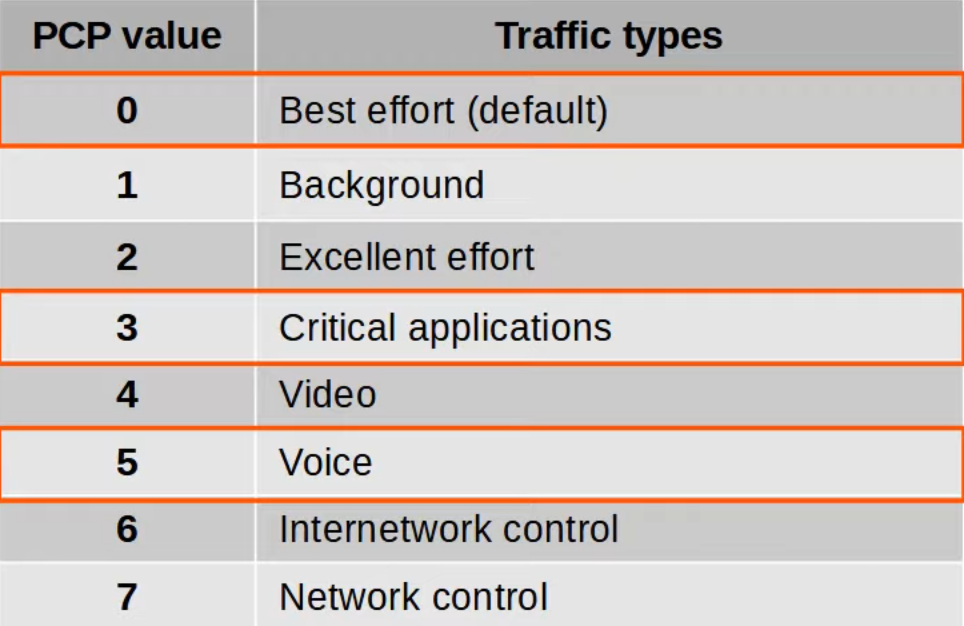 PCP value Traffic types
0 Best effort (default)
1 Background
2 Excellent effort
3 Critical applications
4 Video
5 Voice
6 Internetwork control
7 Network control